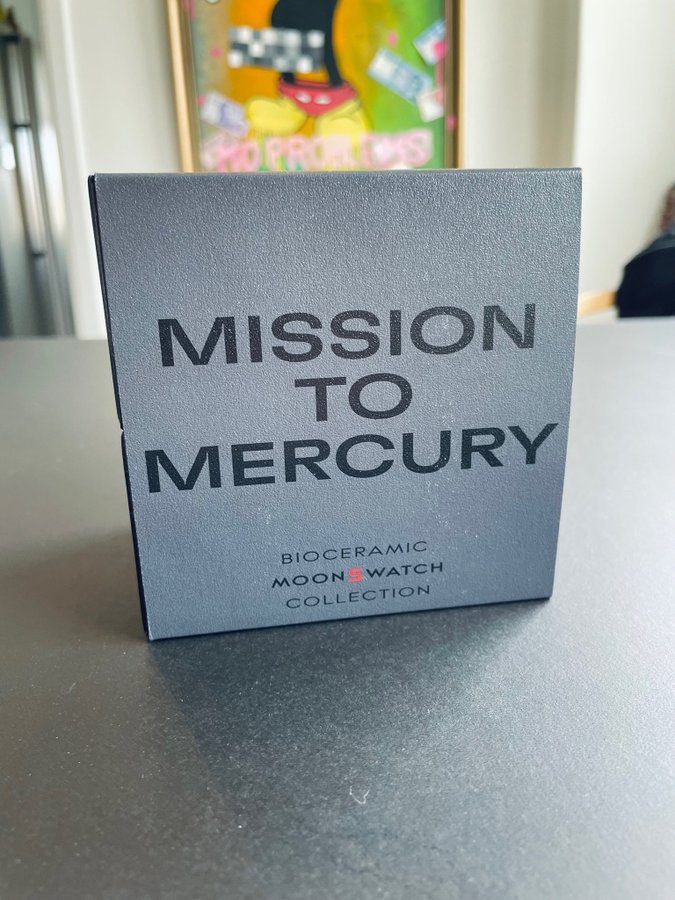 NO PROBLEMS!
MISSION
TO
MERCURY
BIOCERAMIC
MOONSWATCH
COLLECTION